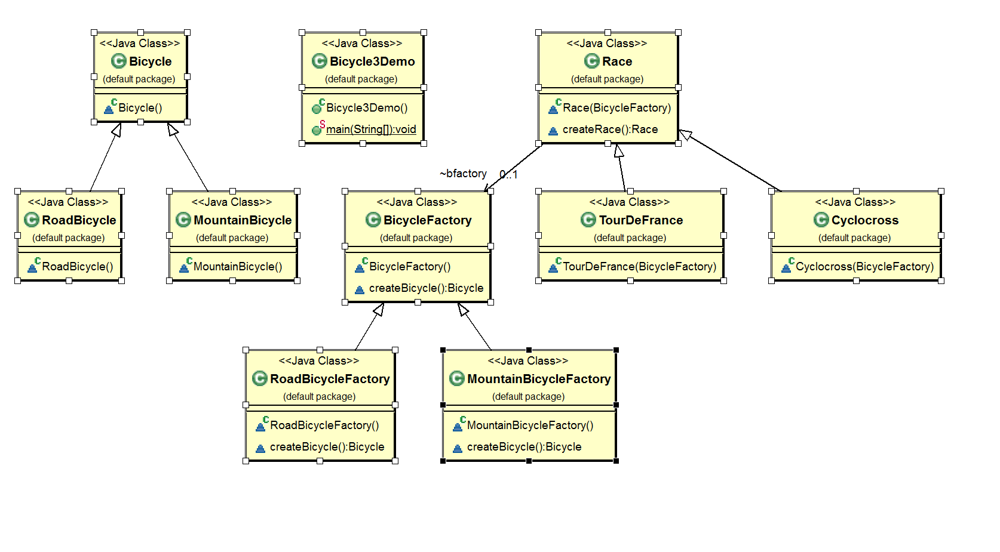 <<Java Class>>
Bicycle
(default package)
Bicycle()
<<Java Class>>
Bicycle3Demo
(default package)
Bicycle3Demo()
main(String[]):void
<<Java Class>>
Race
(default package)
Race(BicycleFactory)
createRace():Race
~bfactory 0..1
<<Java Class>>
RoadBicycle
(default package)
RoadBicycle()
<<Java Class>>
MountainBicycle
(default package)
MountainBicycle()
<<Java Class>>
BicycleFactory
(default package)
BicycleFactory()
createBicycle():Bicycle
<<Java Class>>
TourDeFrance
(default package)
TourDeFrance(BicycleFactory)
<<Java Class>>
Cyclocross
(default package)
Cyclocross(BicycleFactory)
<<Java Class>>
RoadBicycleFactory
(default package)
RoadBicycleFactory()
createBicycle():Bicycle
<<Java Class>>
MountainBicycleFactory
(default package)
MountainBicycleFactory()
createBicycle():Bicycle